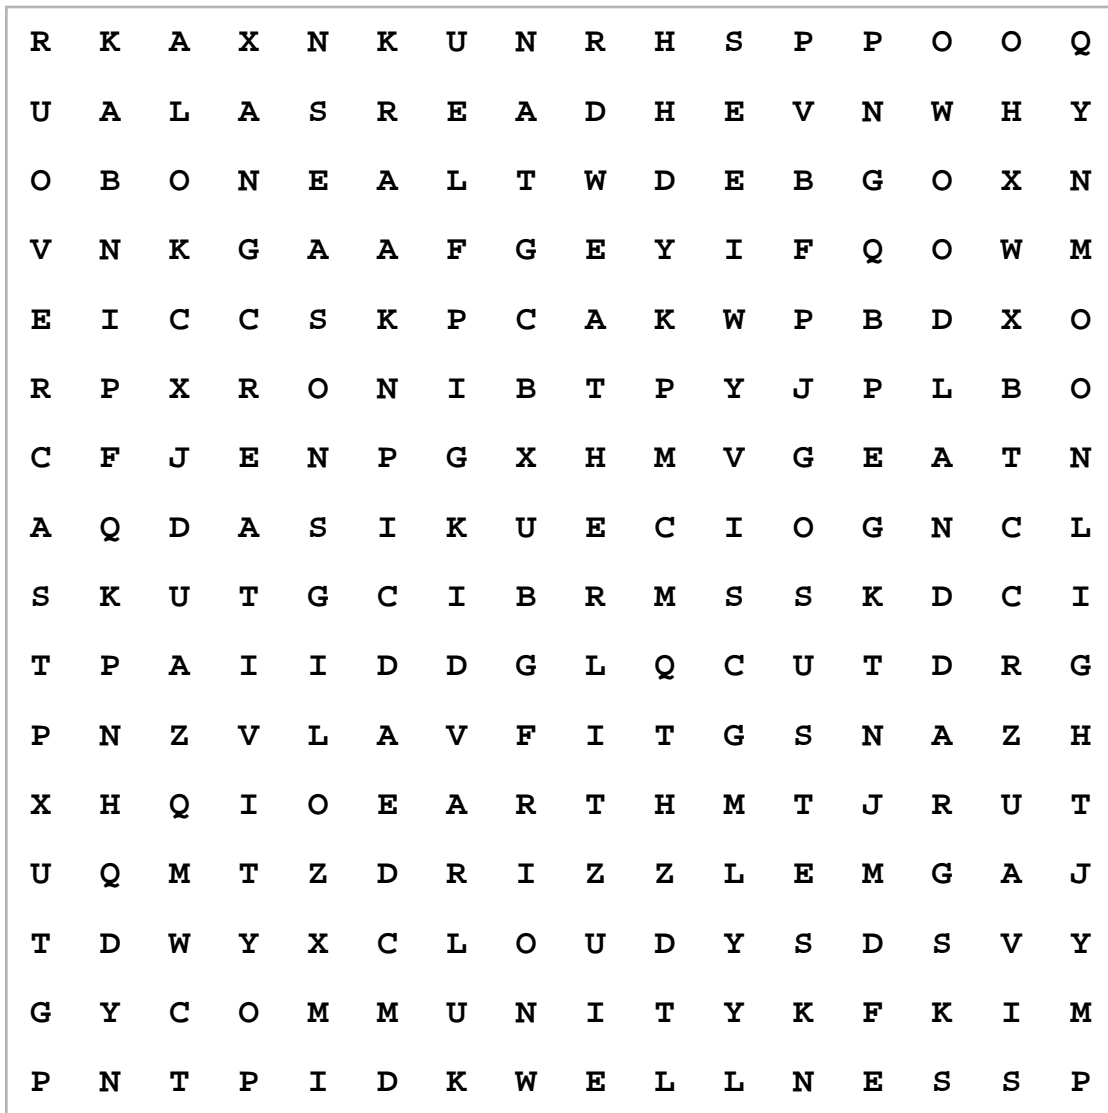 R K A X N K U N R H S P P O O Q
U A L A S R E A D H E V N W H Y
O B O N E A L T W D E B G O X N
V N K G A A F G E Y I F Q O W M
E I C C S K P C A K W P B D X O
R P X R O N I B T P Y J P L B O
C F J E N P G X H M V G E A T N
A Q D A S I K U E C I O G N C L
S K U T G C I B R M S S K D C I
T P A I I D D G L Q C U T D R G
P N Z V L A V F I T G S N A Z H
X H Q I O E A R T H M T J R U T
U Q M T Z D R I Z Z L E M G A J
T D W Y X C L O U D Y S D S V Y
G Y C O M M U N I T Y K F K I M
P N T P I D K W E L L N E S S P